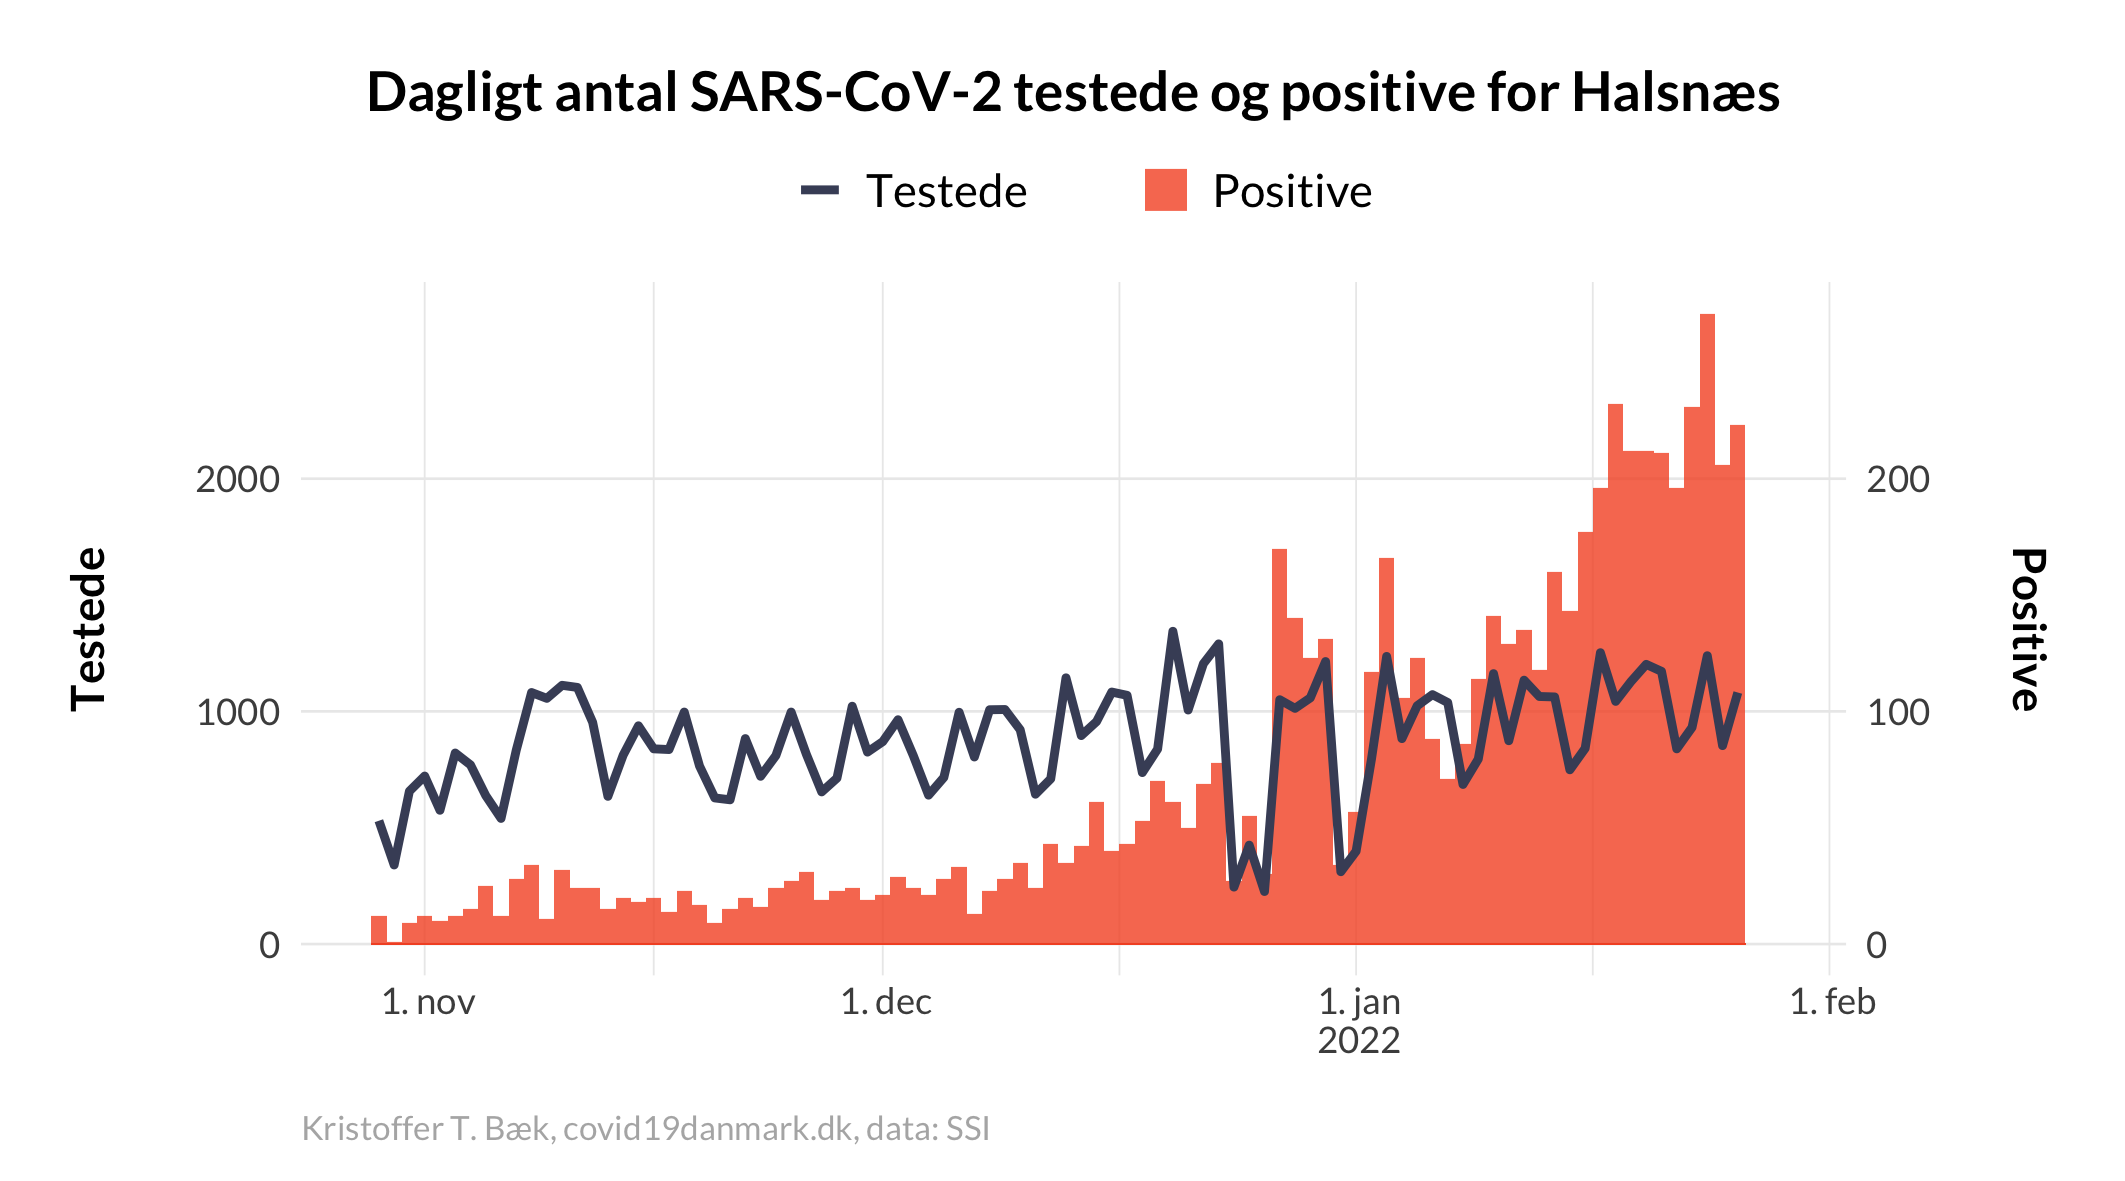 Dagligt antal SARS-CoV-2 testede og positive for Halsnæs
Testede
Positive
Testede
2000
1000
0
200
100
0
Positive
1. nov
1. dec
1. jan
2022
1. feb
Kristoffer T. Bæk, covid19danmark.dk, data: SSI